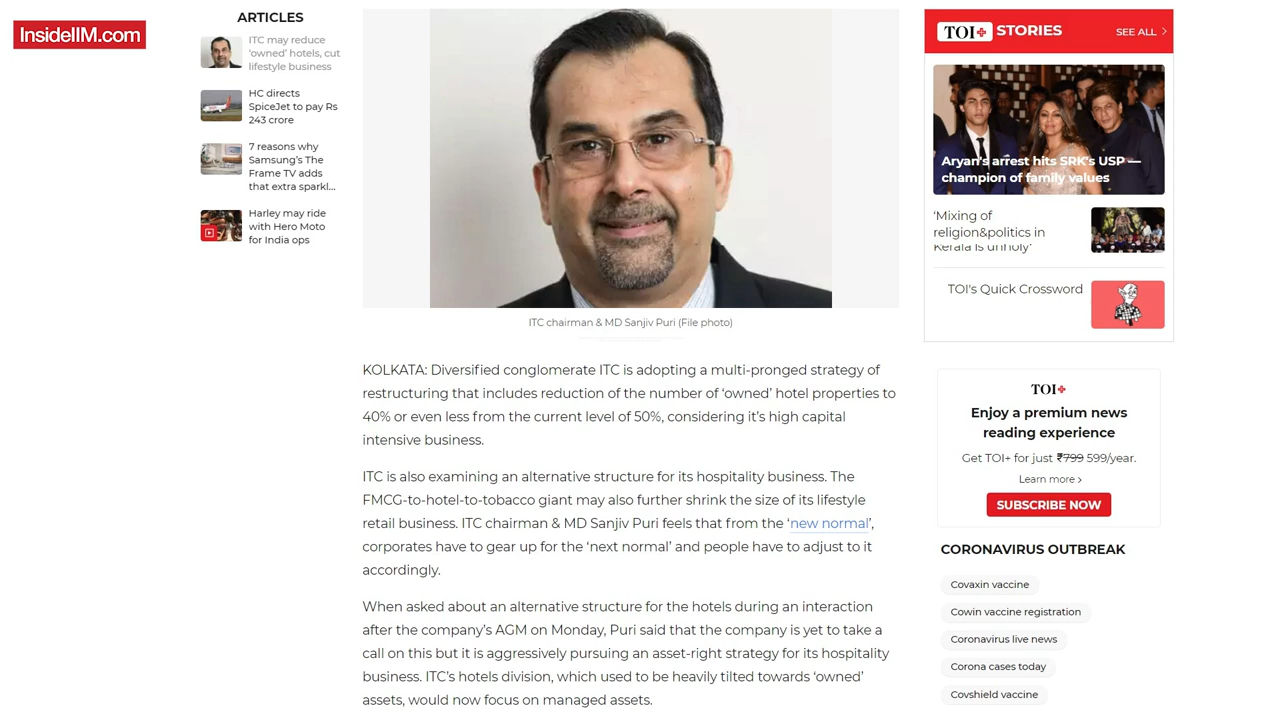 InsideIIM.com
ARTICLES
ITC may reduce
‘owned’ hotels, cut
lifestyle business
HC directs
SpiceJet to pay Rs
243 crore
7 reasons why
Samsung’s The
Frame TV adds
that extra sparkl...
Harley may ride
with Hero Moto
for India ops
ITC chairman & MD Sanjiv Puri (File photo)
KOLKATA: Diversified conglomerate ITC is adopting a multi-pronged strategy of
restructuring that includes reduction of the number of ‘owned’ hotel properties to
40% or even less from the current level of 50%, considering it’s high capital
intensive business.
ITC is also examining an alternative structure for its hospitality business. The
FMCG-to-hotel-to-tobacco giant may also further shrink the size of its lifestyle
retail business. ITC chairman & MD Sanjiv Puri feels that from the ‘new normal’,
corporates have to gear up for the ‘next normal’ and people have to adjust to it
accordingly.
When asked about an alternative structure for the hotels during an interaction
after the company’s AGM on Monday, Puri said that the company is yet to take a
call on this but it is aggressively pursuing an asset-right strategy for its hospitality
business. ITC’s hotels division, which used to be heavily tilted towards ‘owned’
assets, would now focus on managed assets.
TOI+ STORIES
SEE ALL >
Aryan’s arrest hits SRK’s USP —
champion of family values
‘Mixing of
religion&politics in
Kerala is unholy’
TOI's Quick Crossword
TOI+
Enjoy a premium news
reading experience
Get TOI+ for just ₹799 599/year.
Learn more >
SUBSCRIBE NOW
CORONAVIRUS OUTBREAK
Covaxin vaccine
Cowin vaccine registration
Coronavirus live news
Corona cases today
Covshield vaccine